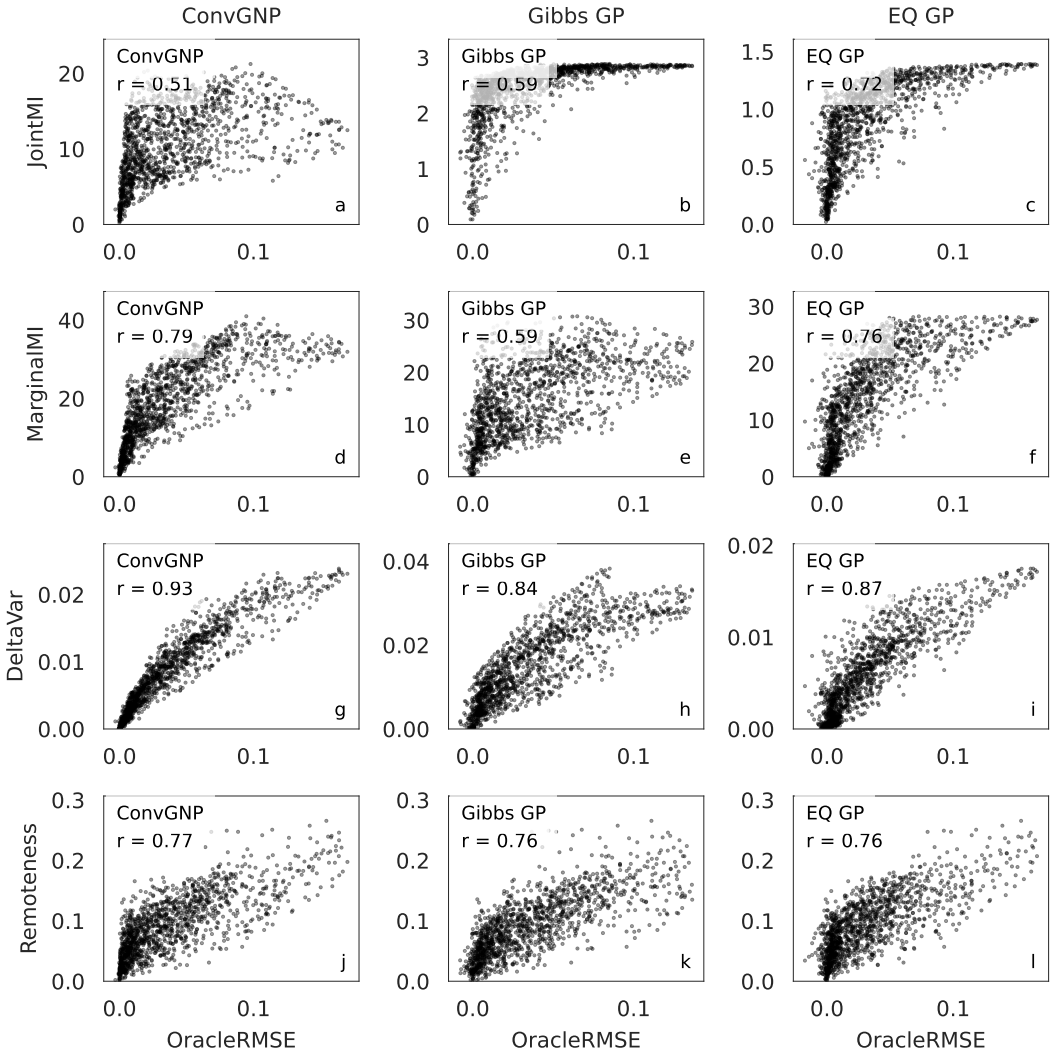 ConvGNP Gibbs GP EQ GP
JointMI
20
10
0
ConvGNP
r = 0.51
a
0.0 0.1
3
2
1
0
Gibbs GP
r = 0.59
b
0.0 0.1
1.5
1.0
0.5
0.0
EQ GP
r = 0.72
c
0.0 0.1
MarginalMI
40
20
0
ConvGNP
r = 0.79
d
0.0 0.1
30
20
10
0
Gibbs GP
r = 0.59
e
0.0 0.1
30
20
10
0
EQ GP
r = 0.76
f
0.0 0.1
DeltaVar
0.02
0.01
0.00
ConvGNP
r = 0.93
g
0.0 0.1
0.04
0.02
0.00
Gibbs GP
r = 0.84
h
0.0 0.1
0.02
0.01
0.00
EQ GP
r = 0.87
i
0.0 0.1
Remoteness
0.3
0.2
0.1
0.0
ConvGNP
r = 0.77
j
0.0 0.1
OracleRMSE
0.3
0.2
0.1
0.0
Gibbs GP
r = 0.76
k
0.0 0.1
OracleRMSE
0.3
0.2
0.1
0.0
EQ GP
r = 0.76
l
0.0 0.1
OracleRMSE